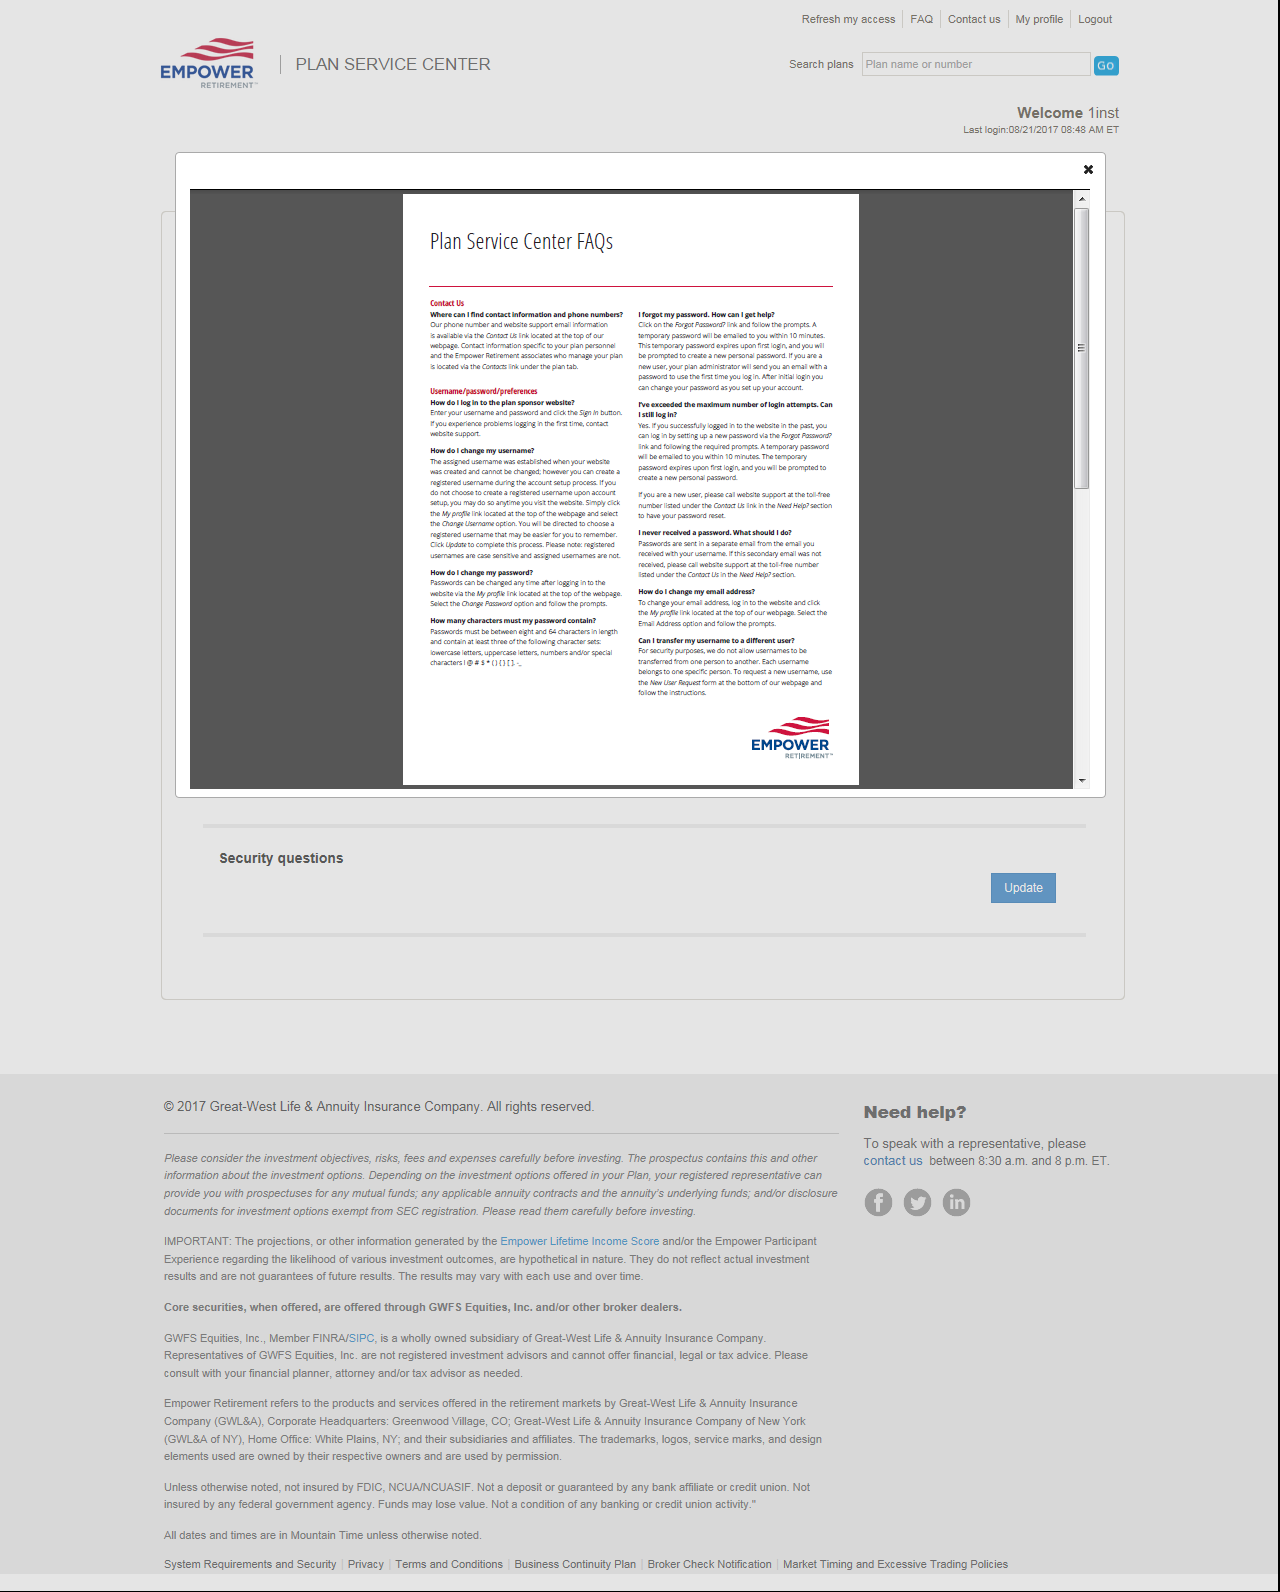 Refresh my access FAQ Contact us My profile Logout
EMPOWER
RETIREMENT™
PLAN SERVICE CENTER
Search plans Plan name or number Go
Welcome 1inst
Last login:08/21/2017 08:48 AM ET
Plan Service Center FAQs
Contact Us
Where can I find contact information and phone numbers?
Our phone number and website support email information
is available via the Contact Us link located at the top of our
webpage. Contact information specific to your plan personnel
and the Empower Retirement associates who manage your plan
is located via the Contacts link under the plan tab.
Username/password/preferences
How do I log in to the plan sponsor website?
Enter your username and password and click the Sign In button.
If you experience problems logging in the first time, contact
website support.
How do I change my username?
The assigned username was established when your website
was created and cannot be changed; however you can create a
registered username during the account setup process. If you
do not choose to create a registered username upon account
setup, you may do so anytime you visit the website. Simply click
the My profile link located at the top of the webpage and select
the Change Username option. You will be directed to choose a
registered username that may be easier for you to remember.
Click Update to complete this process. Please note: registered
usernames are case sensitive and assigned usernames are not.
How do I change my password?
Passwords can be changed any time after logging in to the
website via the My profile link located at the top of the webpage.
Select the Change Password option and follow the prompts.
How many characters must my password contain?
Passwords must be between eight and 64 characters in length
and contain at least three of the following character sets:
lowercase letters, uppercase letters, numbers and/or special
characters ! @ # $ * ( ) { } [ ]. -_
I forgot my password. How can I get help?
Click on the Forgot Password? link and follow the prompts. A
temporary password will be emailed to you within 10 minutes.
This temporary password expires upon first login, and you will
be prompted to create a new personal password. If you are a
new user, your plan administrator will send you an email with a
password to use the first time you log in. After initial login you
can change your password as you set up your account.
I've exceeded the maximum number of login attempts. Can
I still log in?
Yes. If you successfully logged in to the website in the past, you
can log in by setting up a new password via the Forgot Password?
link and following the required prompts. A temporary password
will be emailed to you within 10 minutes. The temporary
password expires upon first login, and you will be prompted to
create a new personal password.
If you are a new user, please call website support at the toll-free
number listed under the Contact Us link in the Need Help? section
to have your password reset.
I never received a password. What should I do?
Passwords are sent in a separate email from the email you
received with your username. If this secondary email was not
received, please call website support at the toll-free number
listed under the Contact Us in the Need Help? section.
How do I change my email address?
To change your email address, log in to the website and click
the My profile link located at the top of our webpage. Select the
Email Address option and follow the prompts.
Can I transfer my username to a different user?
For security purposes, we do not allow usernames to be
transferred from one person to another. Each username
belongs to one specific person. To request a new username, use
the New User Request form at the bottom of our webpage and
follow the instructions.
EMPOWER
RETIREMENT™
Security questions
Update
© 2017 Great-West Life & Annuity Insurance Company. All rights reserved.
Please consider the investment objectives, risks, fees and expenses carefully before investing. The prospectus contains this and other
information about the investment options. Depending on the investment options offered in your Plan, your registered representative can
provide you with prospectuses for any mutual funds; any applicable annuity contracts and the annuity's underlying funds; and/or disclosure
documents for investment options exempt from SEC registration. Please read them carefully before investing.
IMPORTANT: The projections, or other information generated by the Empower Lifetime Income Score and/or the Empower Participant
Experience regarding the likelihood of various investment outcomes, are hypothetical in nature. They do not reflect actual investment
results and are not guarantees of future results. The results may vary with each use and over time.
Core securities, when offered, are offered through GWFS Equities, Inc. and/or other broker dealers.
GWFS Equities, Inc., Member FINRA/SIPC, is a wholly owned subsidiary of Great-West Life & Annuity Insurance Company.
Representatives of GWFS Equities, Inc. are not registered investment advisors and cannot offer financial, legal or tax advice. Please
consult with your financial planner, attorney and/or tax advisor as needed.
Empower Retirement refers to the products and services offered in the retirement markets by Great-West Life & Annuity Insurance
Company (GWL&A), Corporate Headquarters: Greenwood Village, CO; Great-West Life & Annuity Insurance Company of New York
(GWL&A of NY), Home Office: White Plains, NY; and their subsidiaries and affiliates. The trademarks, logos, service marks, and design
elements used are owned by their respective owners and are used by permission.
Unless otherwise noted, not insured by FDIC, NCUA/NCUASIF. Not a deposit or guaranteed by any bank affiliate or credit union. Not
insured by any federal government agency. Funds may lose value. Not a condition of any banking or credit union activity."
All dates and times are in Mountain Time unless otherwise noted.
System Requirements and Security | Privacy | Terms and Conditions | Business Continuity Plan | Broker Check Notification | Market Timing and Excessive Trading Policies
Need help?
To speak with a representative, please
contact us between 8:30 a.m. and 8 p.m. ET.